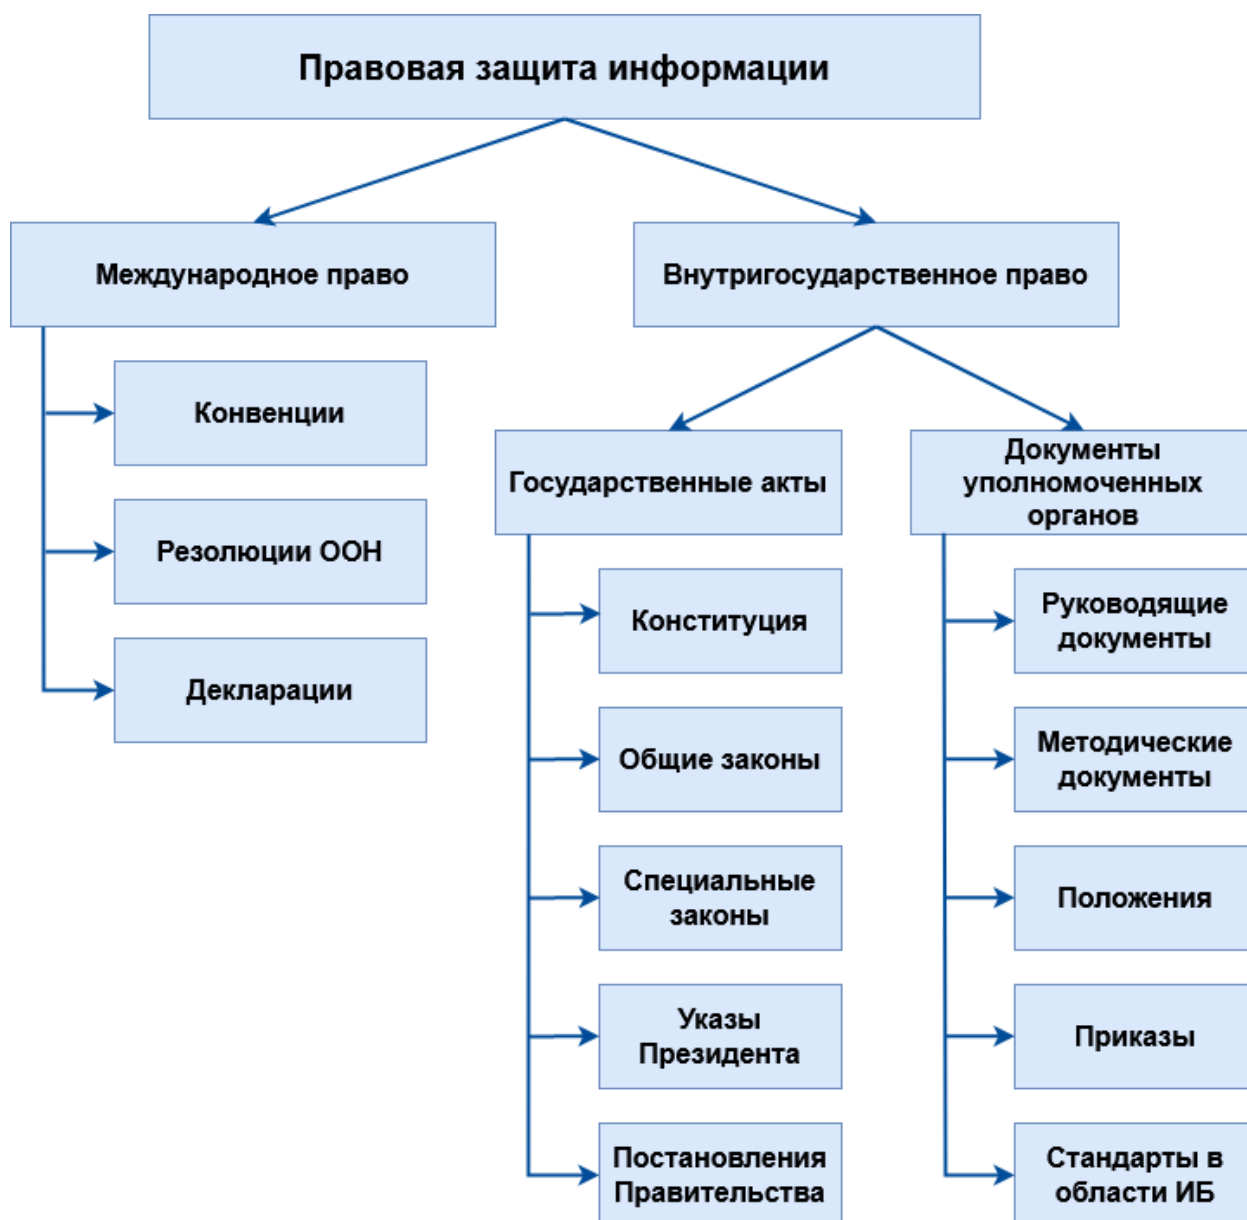 Правовая защита информации
Международное право
Конвенции
Резолюции ООН
Декларации
Внутригосударственное право
Государственные акты
Конституция
Общие законы
Специальные
законы
Указы
Президента
Постановления
Правительства
Документы
уполномоченных
органов
Руководящие
документы
Методические
документы
Положения
Приказы
Стандарты в
области ИБ